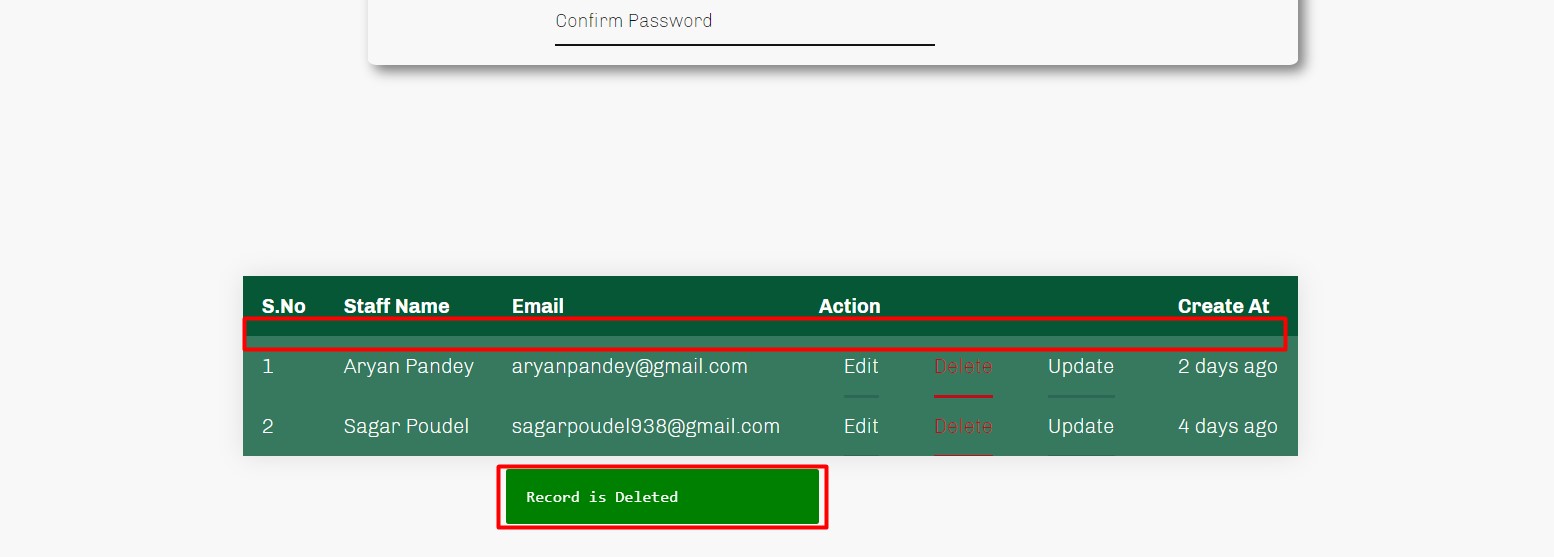 Confirm Password
S.No Staff Name Email Action Create At
1 Aryan Pandey aryanpandey@gmail.com Edit Delete Update 2 days ago
2 Sagar Poudel sagarpoudel938@gmail.com Edit Delete Update 4 days ago
Record is Deleted